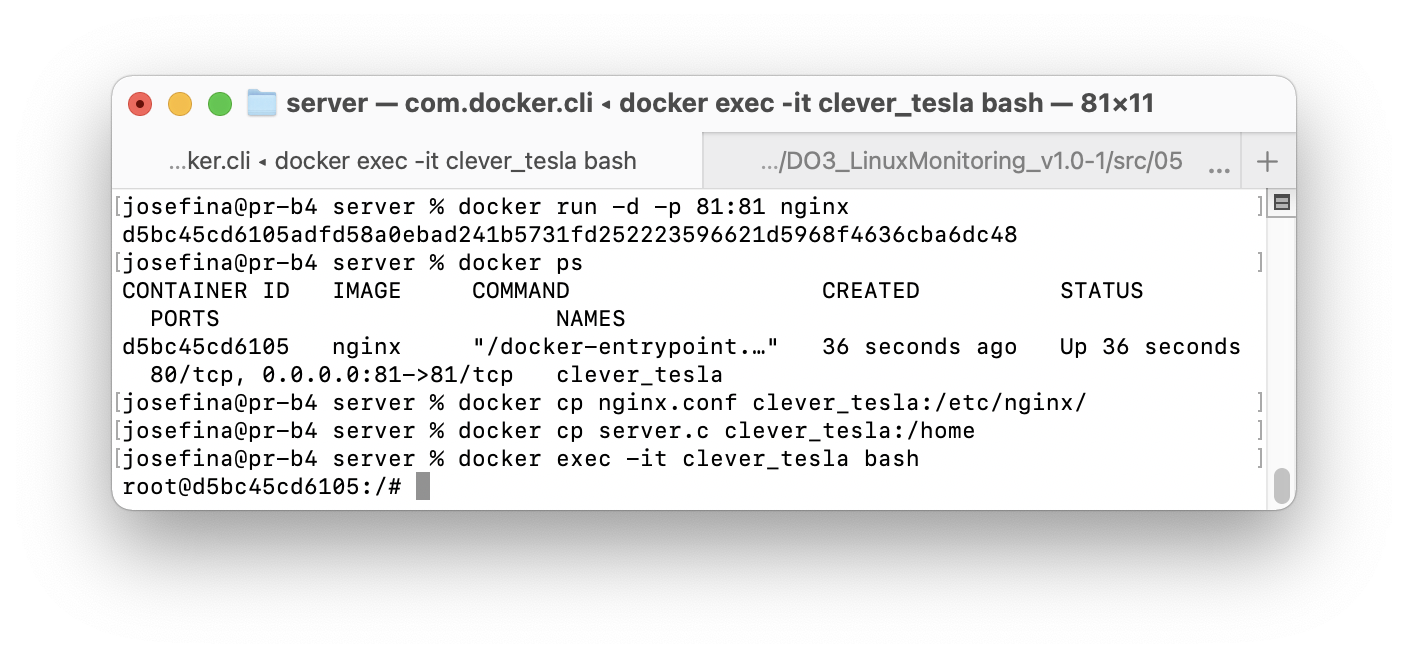 server — com.docker.cli ◂ docker exec -it clever_tesla bash — 81×11
...ker.cli ◂ docker exec -it clever_tesla bash
.../DO3_LinuxMonitoring_v1.0-1/src/05 ...
[josefina@pr-b4 server % docker run -d -p 81:81 nginx ]
d5bc45cd6105adfd58a0ebad241b5731fd252223596621d5968f4636cba6dc48
[josefina@pr-b4 server % docker ps ]
CONTAINER ID   IMAGE     COMMAND                  CREATED          STATUS
  PORTS                        NAMES
d5bc45cd6105   nginx     "/docker-entrypoint.…"   36 seconds ago   Up 36 seconds
  80/tcp, 0.0.0.0:81->81/tcp   clever_tesla
[josefina@pr-b4 server % docker cp nginx.conf clever_tesla:/etc/nginx/ ]
[josefina@pr-b4 server % docker cp server.c clever_tesla:/home ]
[josefina@pr-b4 server % docker exec -it clever_tesla bash ]
root@d5bc45cd6105:/#